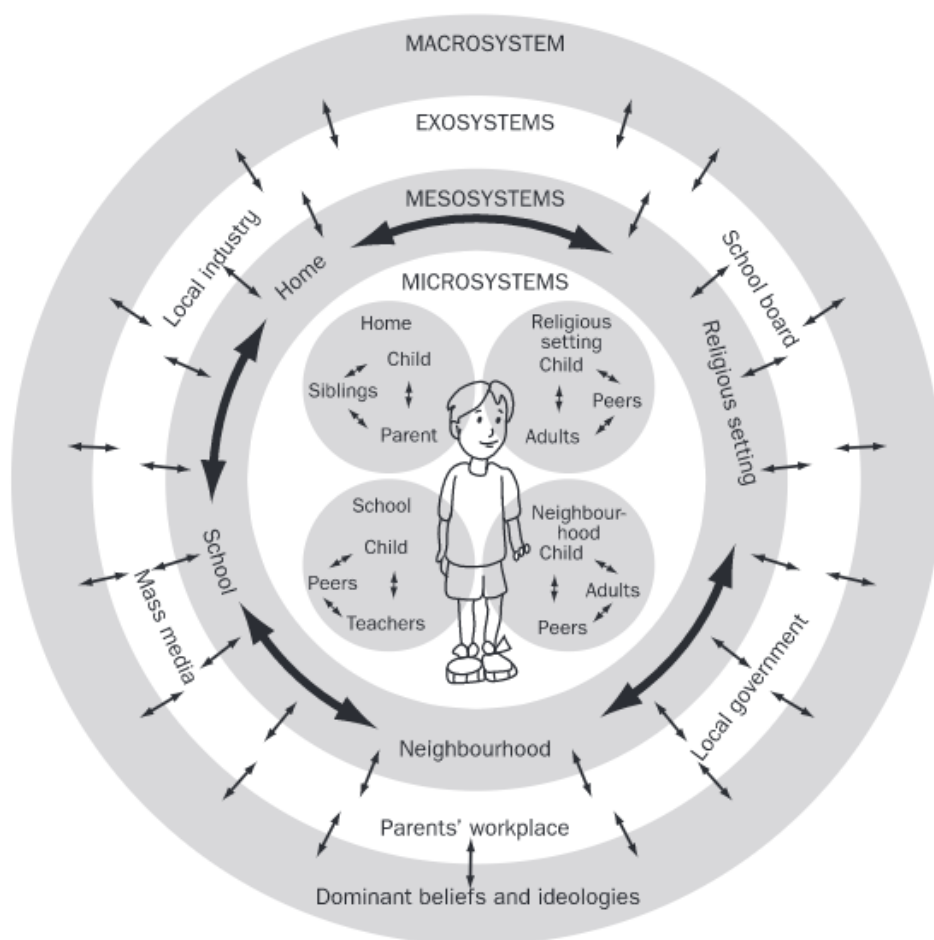 MACROSYSTEM
EXOSYSTEMS
MESOSYSTEMS
Local industry
Home
School board
Religious setting
MICROSYSTEMS
Home
Child
Siblings
Parent
Religious
setting
Child
Peers
Adults
School
Child
Peers
Teachers
Neighbour-
hood
Child
Adults
Peers
School
Mass media
Local government
Neighbourhood
Parents' workplace
Dominant beliefs and ideologies